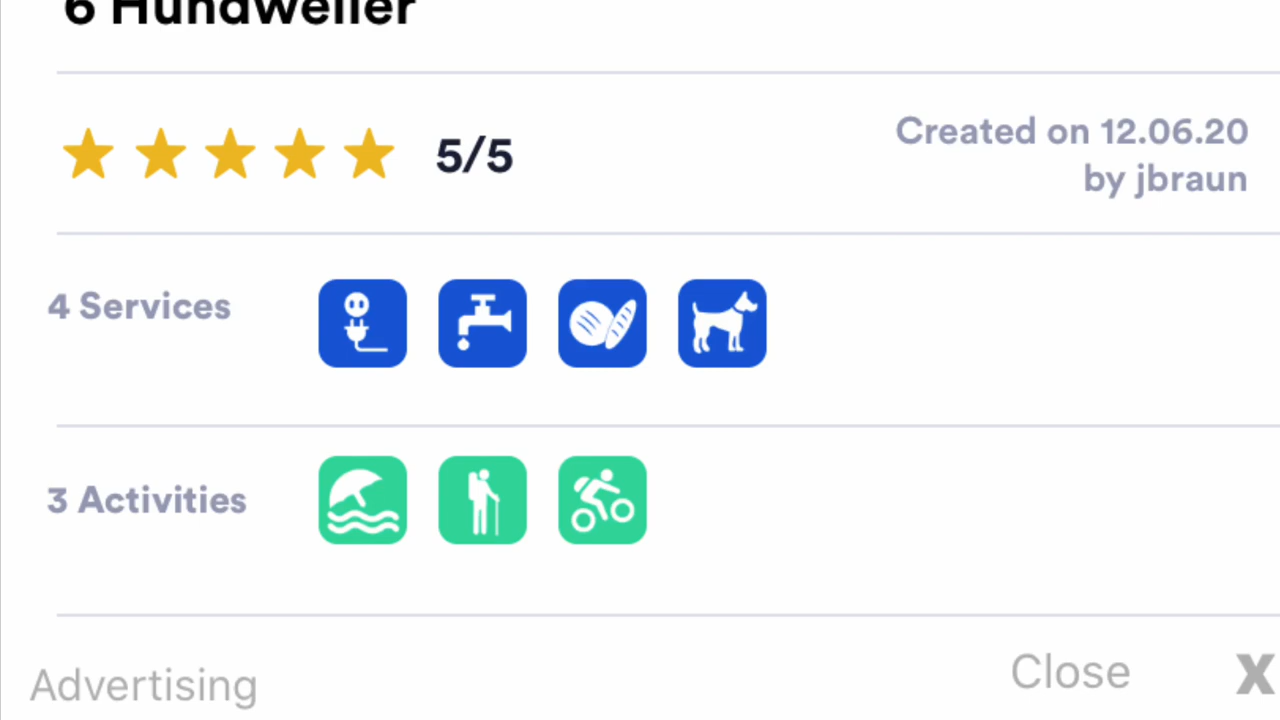 6 Hundweiler
5/5
Created on 12.06.20
by jbraun
4 Services
3 Activities
Advertising
Close X